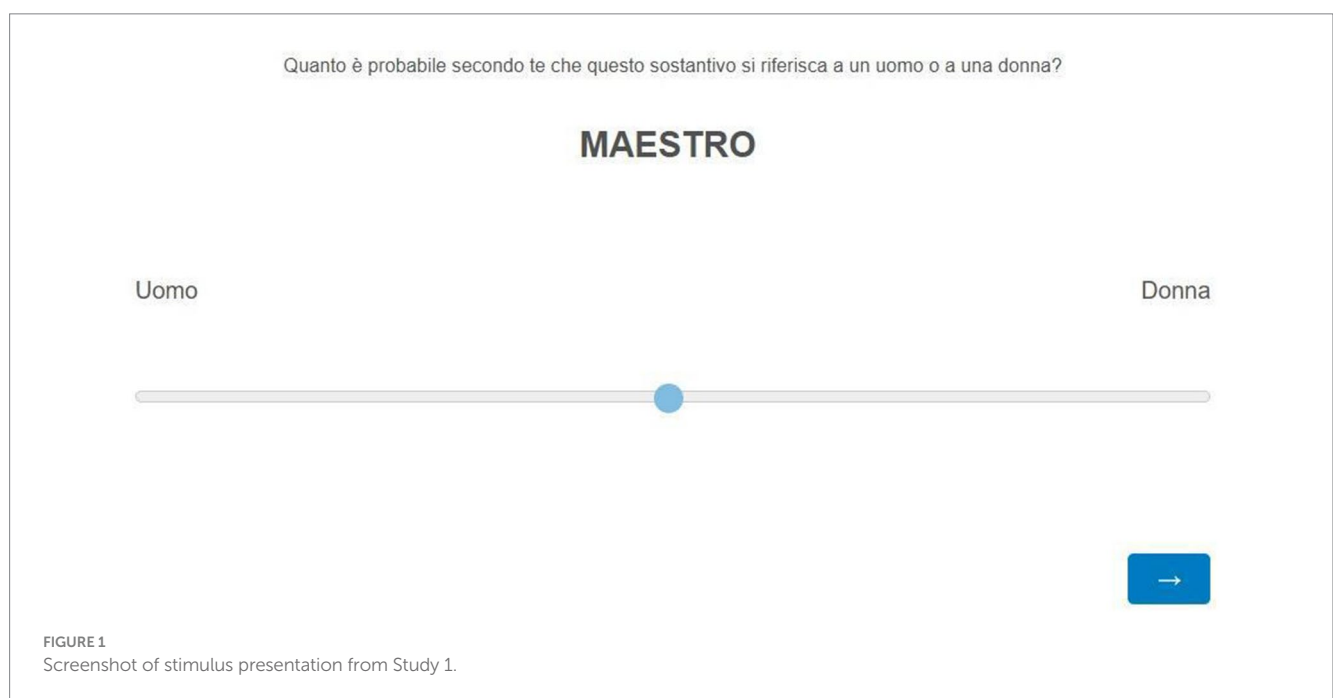 Quanto è probabile secondo te che questo sostantivo si riferisca a un uomo o a una donna?
MAESTRO
Uomo Donna
→
FIGURE 1
Screenshot of stimulus presentation from Study 1.